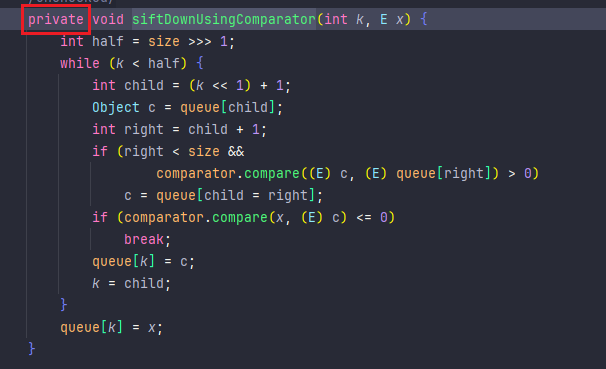 private void siftDownUsingComparator(int k, E x) {
    int half = size >>> 1;
    while (k < half) {
        int child = (k << 1) + 1;
        Object c = queue[child];
        int right = child + 1;
        if (right < size &&
                comparator.compare((E) c, (E) queue[right]) > 0)
            c = queue[child = right];
        if (comparator.compare(x, (E) c) <= 0)
            break;
        queue[k] = c;
        k = child;
    }
    queue[k] = x;
}